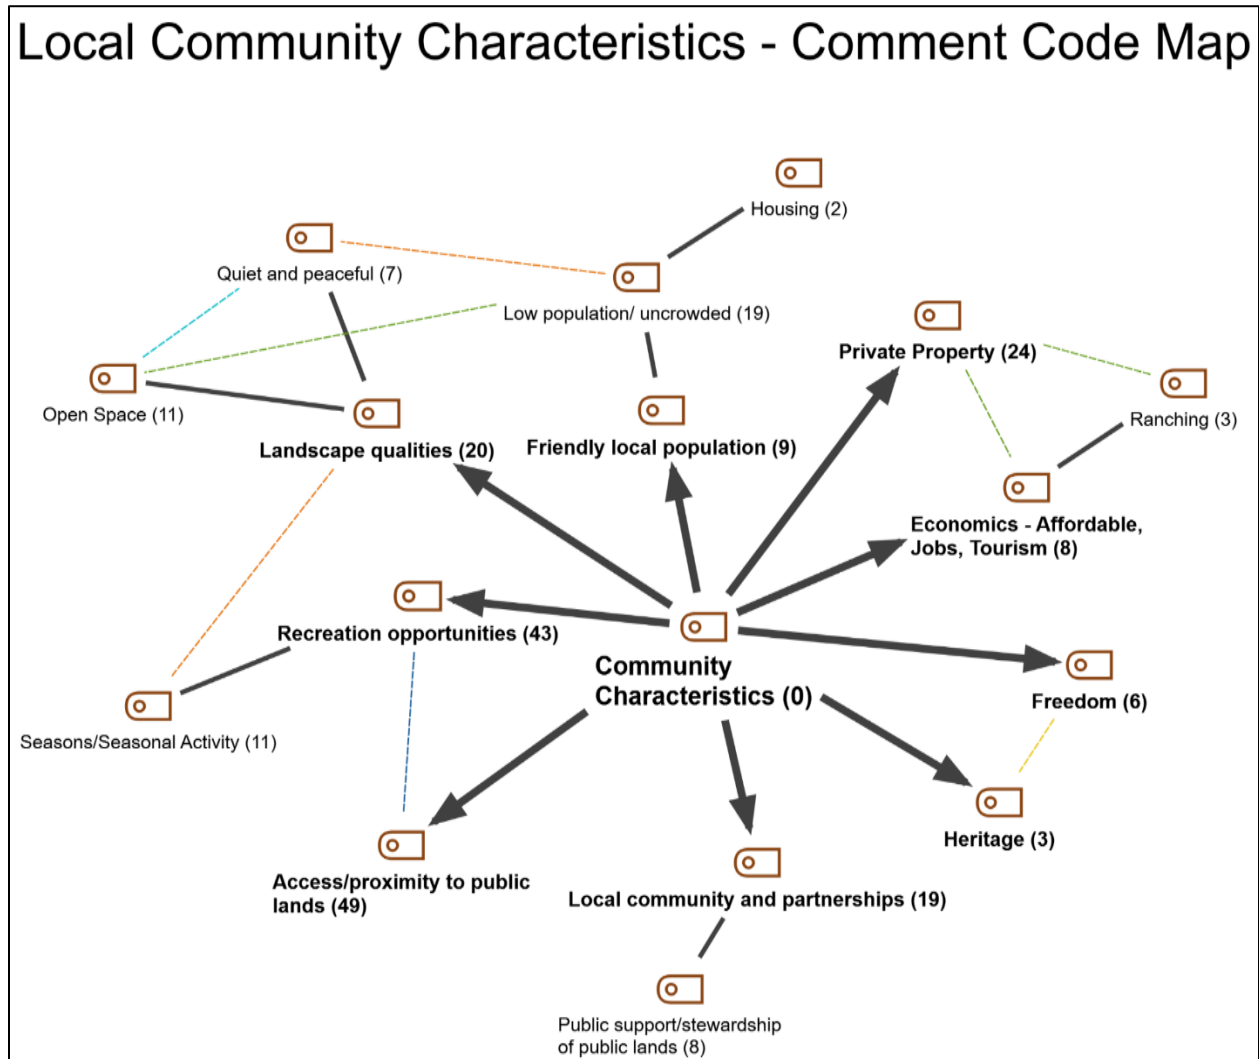 Local Community Characteristics - Comment Code Map
Housing (2)
Quiet and peaceful (7)
Low population/ uncrowded (19)
Private Property (24)
Open Space (11)
Ranching (3)
Landscape qualities (20)
Friendly local population (9)
Economics - Affordable,
Jobs, Tourism (8)
Recreation opportunities (43)
Community
Characteristics (0)
Freedom (6)
Seasons/Seasonal Activity (11)
Heritage (3)
Access/proximity to public
lands (49)
Local community and partnerships (19)
Public support/stewardship
of public lands (8)